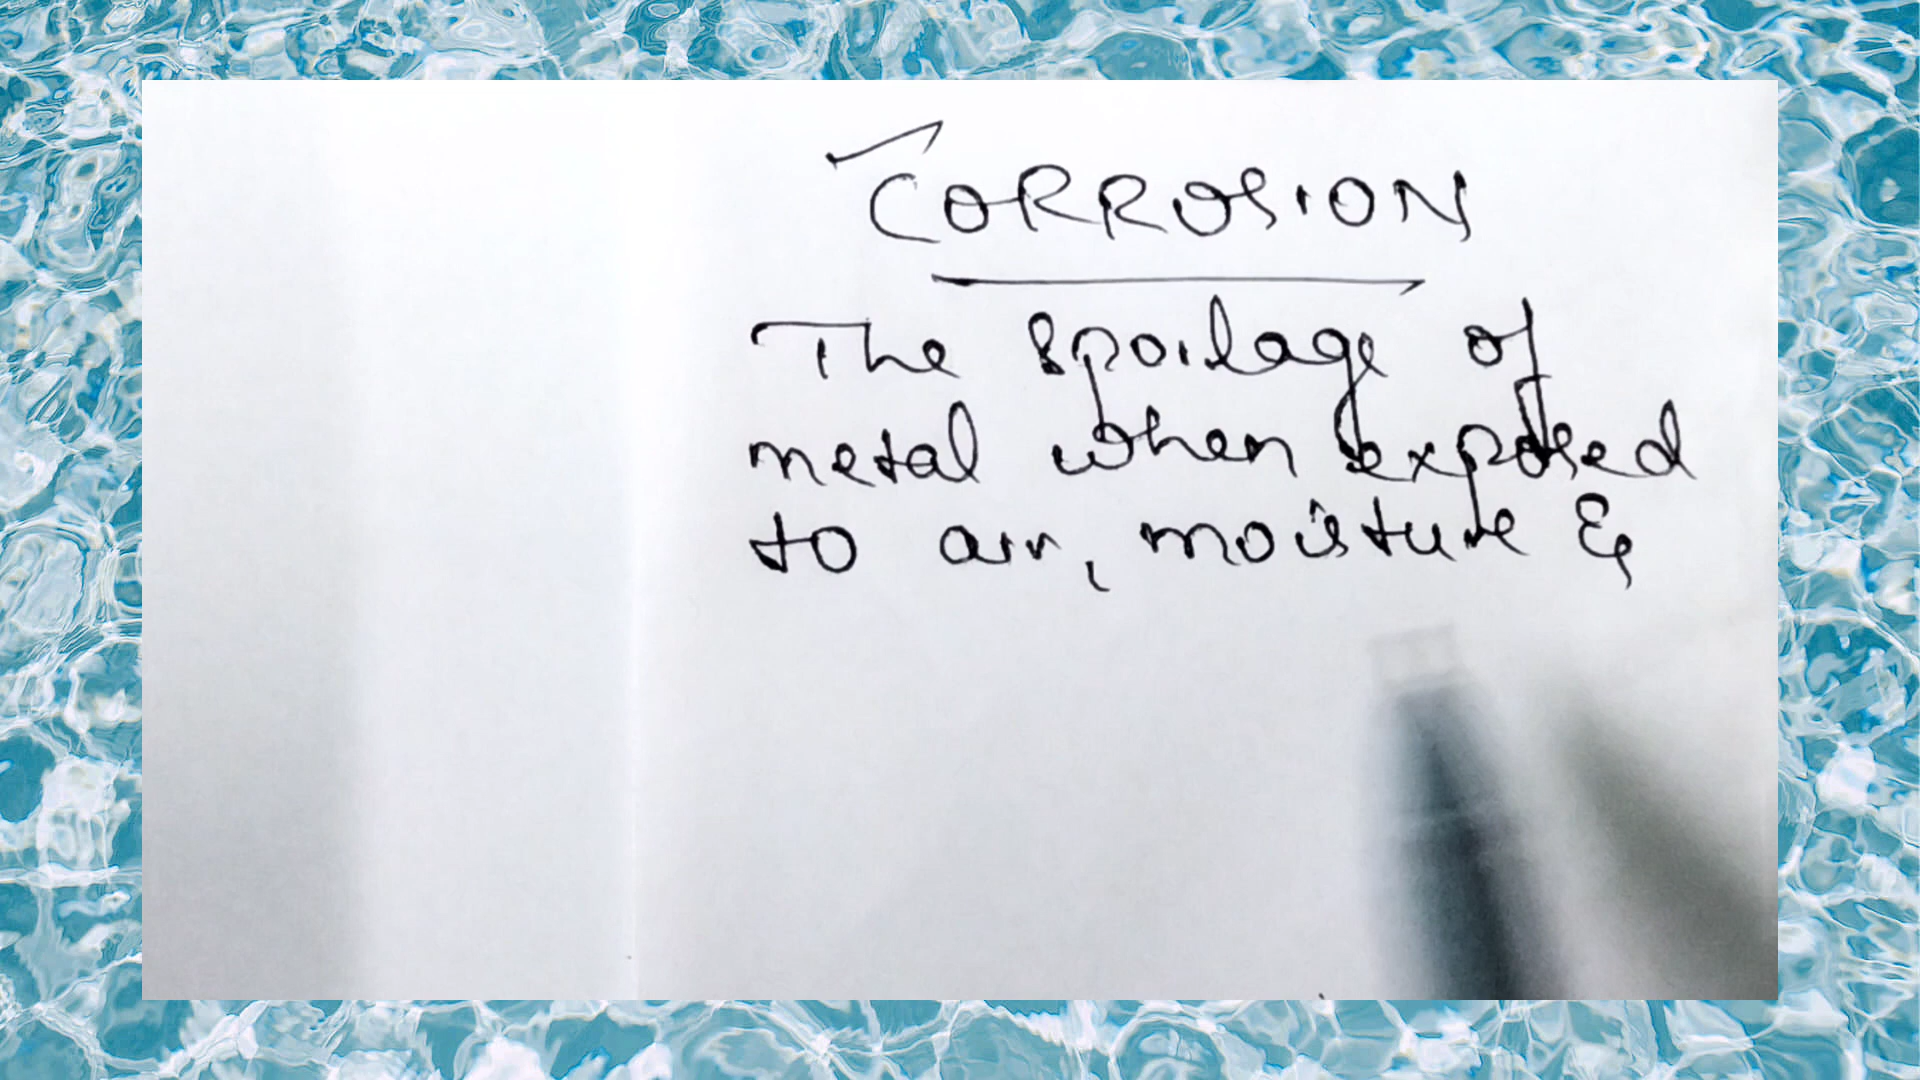 CORROSION
The spoilage of
metal when exposed
to air, moisture &